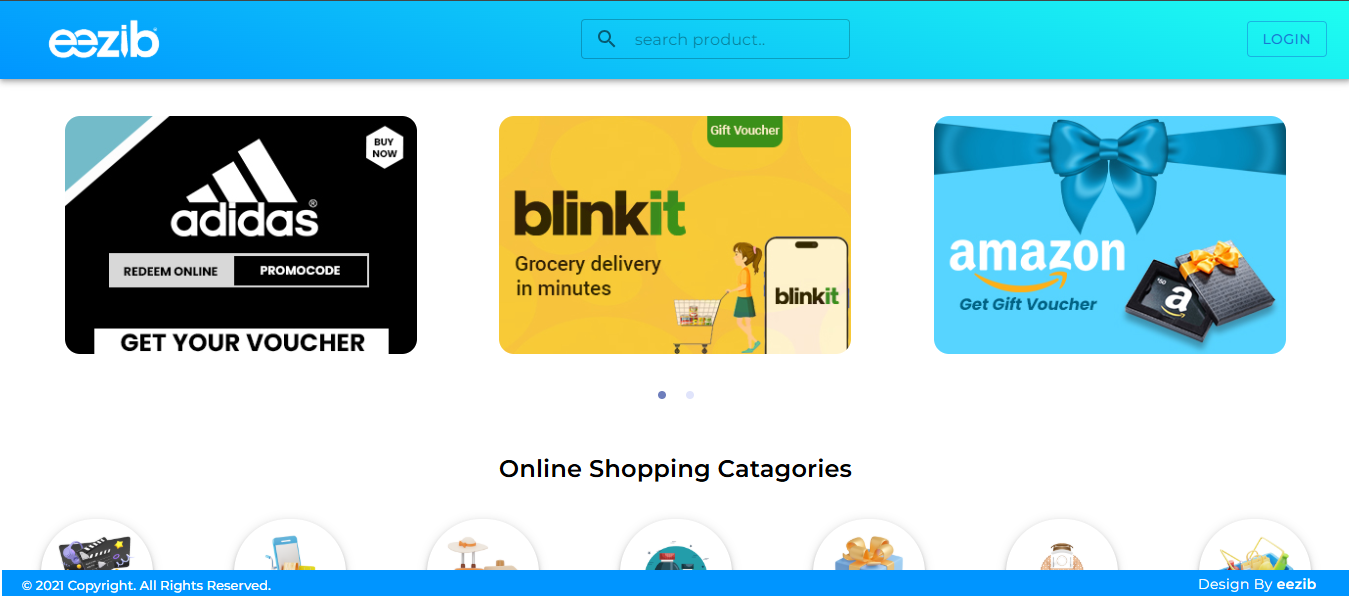 eezib
search product..
LOGIN
BUY
NOW
adidas®
REDEEM ONLINE PROMOCODE
GET YOUR VOUCHER
Gift Voucher
blinkit
Grocery delivery
in minutes
blinkit
amazon
Get Gift Voucher
a
Online Shopping Catagories
© 2021 Copyright. All Rights Reserved.
Design By eezib